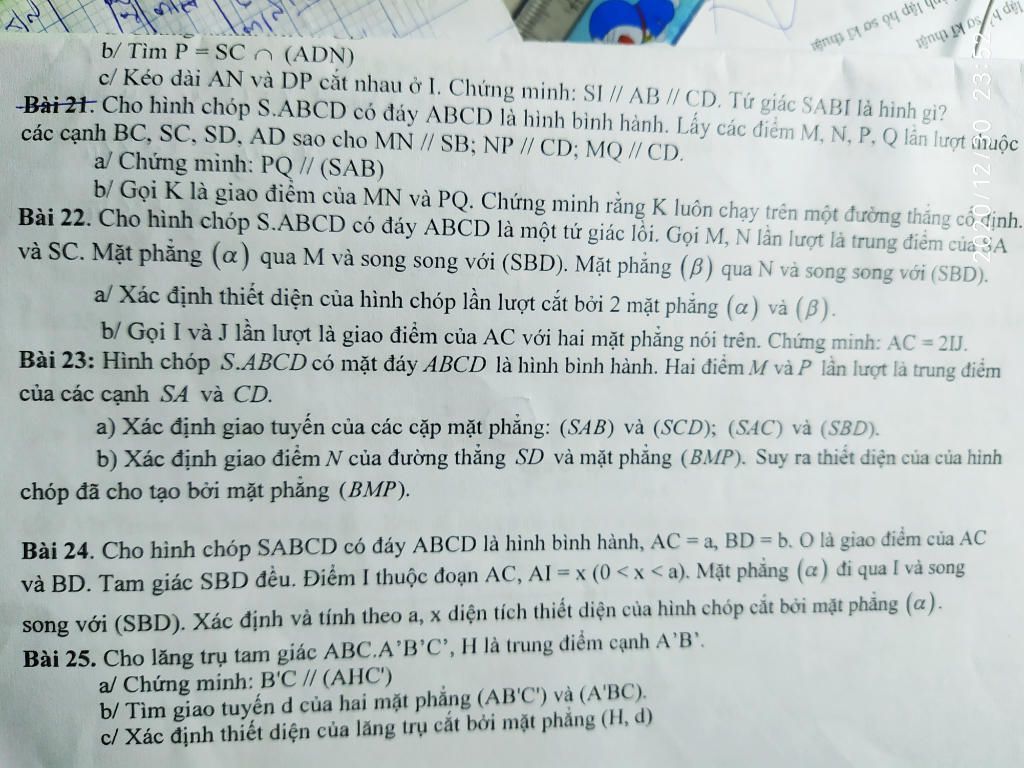 b/ Tìm P = SC ∩ (ADN)
c/ Kéo dài AN và DP cắt nhau ở I. Chứng minh: SI // AB // CD. Tứ giác SABI là hình gì?
Bài 21. Cho hình chóp S.ABCD có đáy ABCD là hình bình hành. Lấy các điểm M, N, P, Q lần lượt thuộc
các cạnh BC, SC, SD, AD sao cho MN // SB; NP // CD; MQ // CD.
a/ Chứng minh: PQ // (SAB)
b/ Gọi K là giao điểm của MN và PQ. Chứng minh rằng K luôn chạy trên một đường thẳng cố định.
Bài 22. Cho hình chóp S.ABCD có đáy ABCD là một tứ giác lồi. Gọi M, N lần lượt là trung điểm của SA
và SC. Mặt phẳng (α) qua M và song song với (SBD). Mặt phẳng (β) qua N và song song với (SBD).
a/ Xác định thiết diện của hình chóp lần lượt cắt bởi 2 mặt phẳng (α) và (β).
b/ Gọi I và J lần lượt là giao điểm của AC với hai mặt phẳng nói trên. Chứng minh: AC = 2IJ.
Bài 23: Hình chóp S.ABCD có mặt đáy ABCD là hình bình hành. Hai điểm M và P lần lượt là trung điểm
của các cạnh SA và CD.
a) Xác định giao tuyến của các cặp mặt phẳng: (SAB) và (SCD); (SAC) và (SBD).
b) Xác định giao điểm N của đường thẳng SD và mặt phẳng (BMP). Suy ra thiết diện của của hình
chóp đã cho tạo bởi mặt phẳng (BMP).
Bài 24. Cho hình chóp SABCD có đáy ABCD là hình bình hành, AC = a, BD = b. O là giao điểm của AC
và BD. Tam giác SBD đều. Điểm I thuộc đoạn AC, AI = x (0 < x < a). Mặt phẳng (α) đi qua I và song
song với (SBD). Xác định và tính theo a, x diện tích thiết diện của hình chóp cắt bởi mặt phẳng (α).
Bài 25. Cho lăng trụ tam giác ABC.A'B'C', H là trung điểm cạnh A'B'.
a/ Chứng minh: B'C // (AHC')
b/ Tìm giao tuyến d của hai mặt phẳng (AB'C') và (A'BC).
c/ Xác định thiết diện của lăng trụ cắt bởi mặt phẳng (H, d)